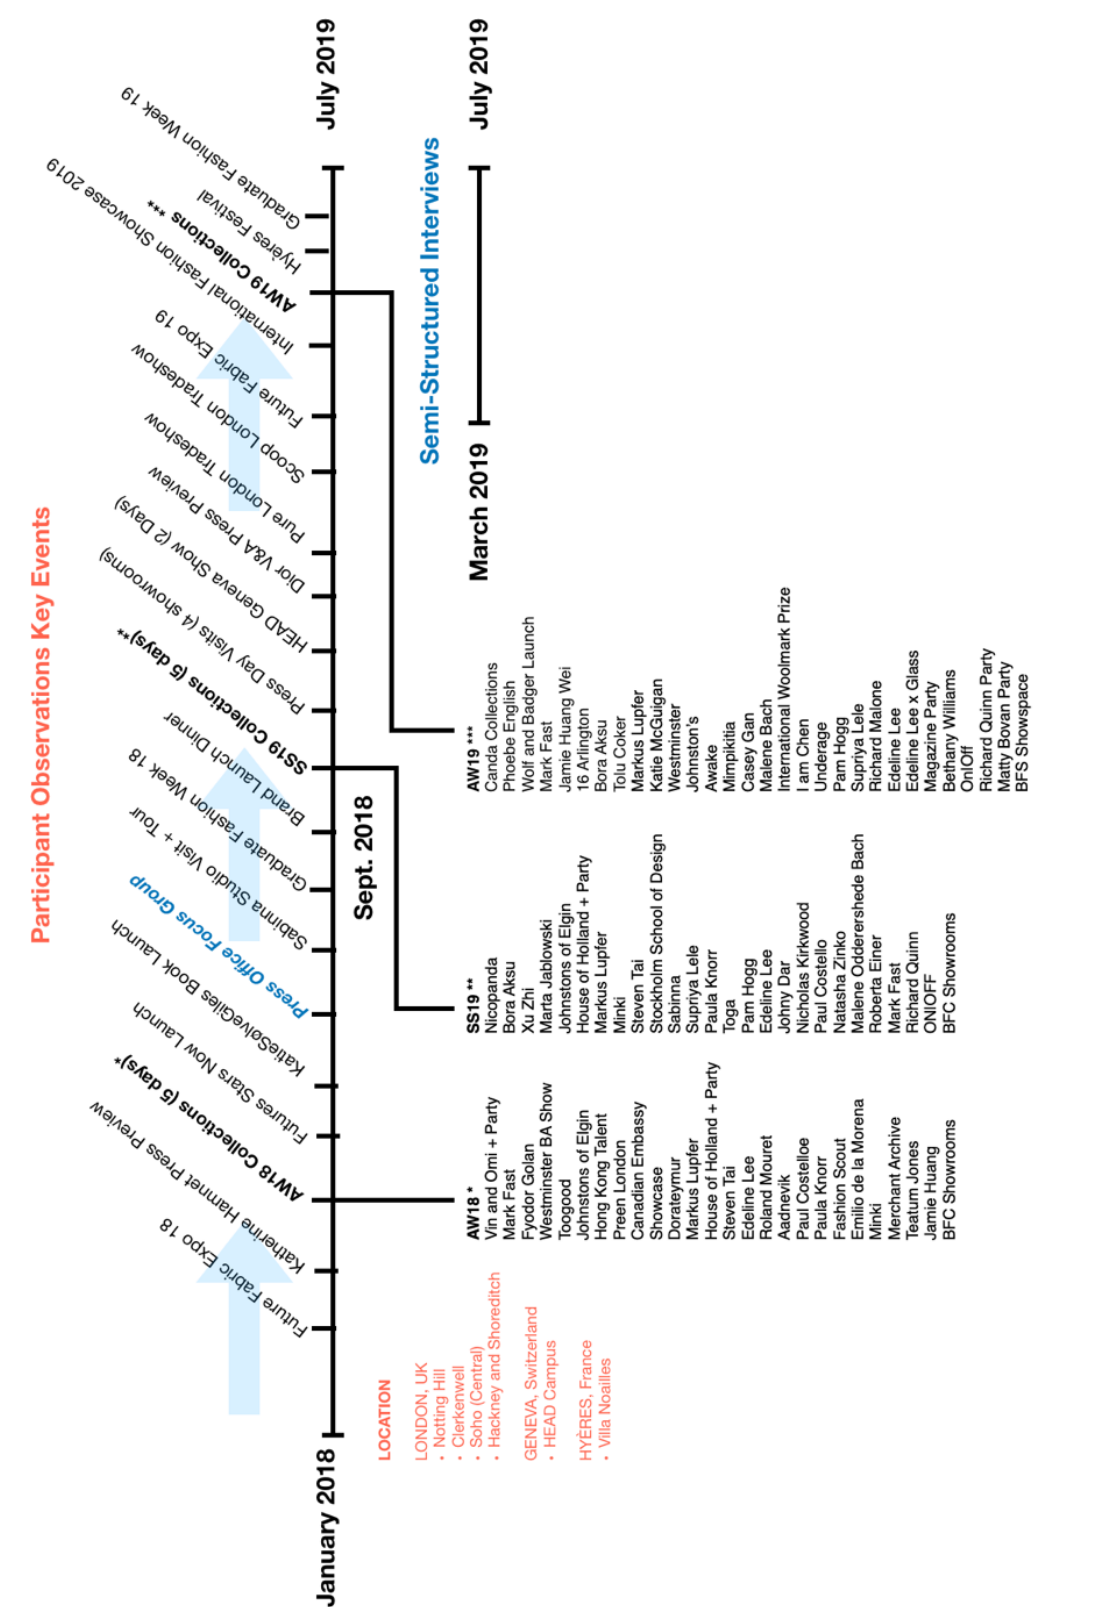 Participant Observations Key Events
January 2018
Future Fabric Expo 18
Katherine Hamnet Press Preview
AW18 Collections (5 days)*
Futures Stars Now Launch
KatieSølveGiles Book Launch
Press Office Focus Group
Sabinna Studio Visit + Tour
Graduate Fashion Week 18
Brand Launch Dinner
SS19 Collections (5 days)**
Press Day Visits (4 showrooms)
HEAD Geneva Show (2 Days)
Dior V&A Press Preview
Pure London Tradeshow
Scoop London Tradeshow
Future Fabric Expo 19
International Fashion Showcase 2019
AW19 Collections ***
Hyères Festival
Graduate Fashion Week 19
July 2019
Sept. 2018
Semi-Structured Interviews
March 2019
July 2019
LOCATION
LONDON, UK
• Notting Hill
• Clerkenwell
• Soho (Central)
• Hackney and Shoreditch
GENEVA, Switzerland
• HEAD Campus
HYÈRES, France
• Villa Noailles
AW18 *
Vin and Omi + Party
Mark Fast
Fyodor Golan
Westminster BA Show
Toogood
Johnstons of Elgin
Hong Kong Talent
Preen London
Canadian Embassy
Showcase
Dorateymur
Markus Lupfer
House of Holland + Party
Steven Tai
Edeline Lee
Roland Mouret
Aadnevik
Paul Costelloe
Paula Knorr
Fashion Scout
Emilio de la Morena
Minki
Merchant Archive
Teatum Jones
Jamie Huang
BFC Showrooms
SS19 **
Nicopanda
Bora Aksu
Xu Zhi
Marta Jablowski
Johnstons of Elgin
House of Holland + Party
Markus Lupfer
Minki
Steven Tai
Stockholm School of Design
Sabinna
Supriya Lele
Paula Knorr
Toga
Pam Hogg
Edeline Lee
Johny Dar
Nicholas Kirkwood
Paul Costello
Natasha Zinko
Malene Odderershede Bach
Roberta Einer
Mark Fast
Richard Quinn
ON|OFF
BFC Showrooms
AW19 ***
Canda Collections
Phoebe English
Wolf and Badger Launch
Mark Fast
Jamie Huang Wei
16 Arlington
Bora Aksu
Tolu Coker
Markus Lupfer
Katie McGuigan
Westminster
Johnston's
Awake
Mimpikitia
Casey Gan
Malene Bach
International Woolmark Prize
I am Chen
Underage
Pam Hogg
Supriya Lele
Richard Malone
Edeline Lee
Edeline Lee x Glass
Magazine Party
Bethany Williams
On|Off
Richard Quinn Party
Matty Bovan Party
BFS Showspace